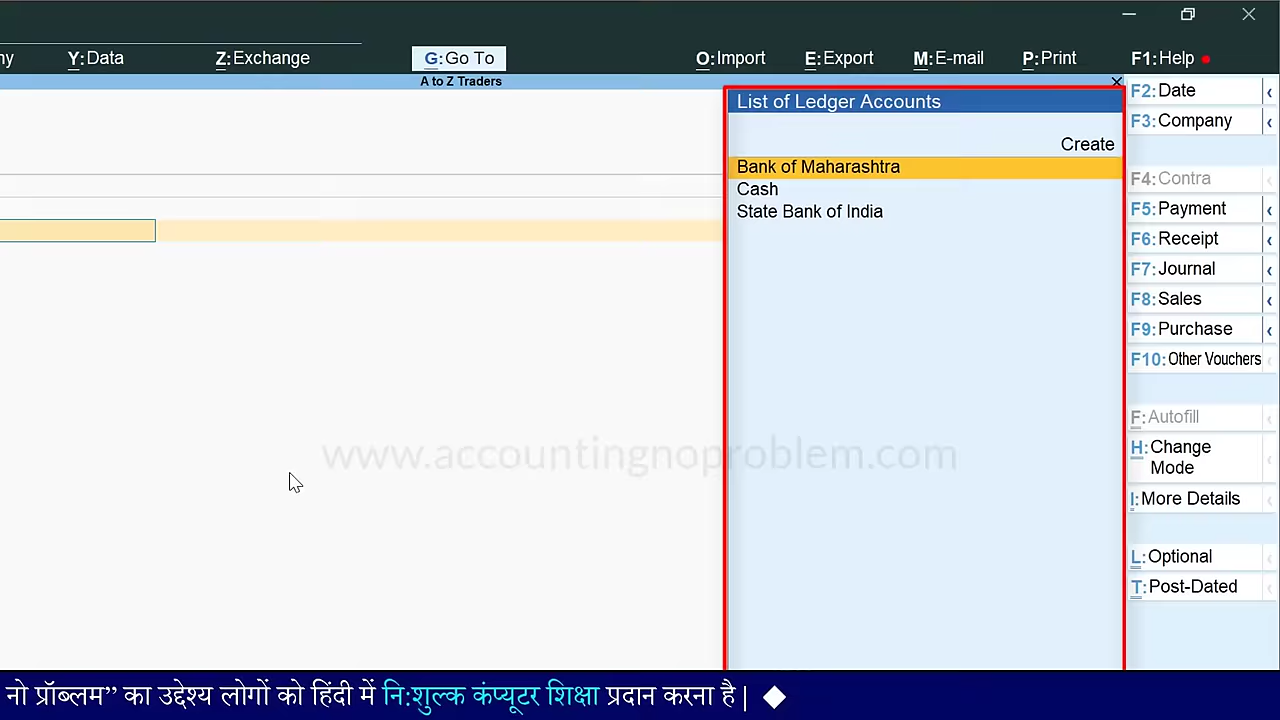 ny Y:Data Z:Exchange G:Go To O:Import E:Export M:E-mail P:Print F1:Help
A to Z Traders
List of Ledger Accounts
Create
Bank of Maharashtra
Cash
State Bank of India
F2:Date
F3:Company
F4:Contra
F5:Payment
F6:Receipt
F7:Journal
F8:Sales
F9:Purchase
F10:Other Vouchers
F:Autofill
H:Change
Mode
I:More Details
L:Optional
T:Post-Dated
www.accountingnoproblem.com
नो प्रॉब्लम” का उद्देश्य लोगों को हिंदी में नि:शुल्क कंप्यूटर शिक्षा प्रदान करना है |